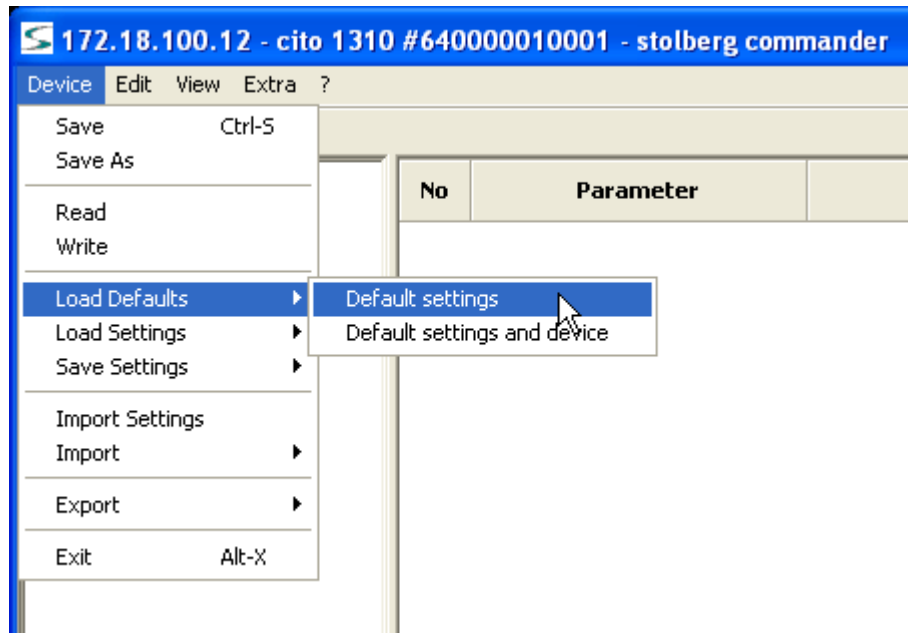 172.18.100.12 - cito 1310 #640000010001 - stolberg commander
Device Edit View Extra ?
Save Ctrl-S
Save As
No Parameter
Read
Write
Load Defaults Default settings
Load Settings Default settings and device
Save Settings
Import Settings
Import
Export
Exit Alt-X